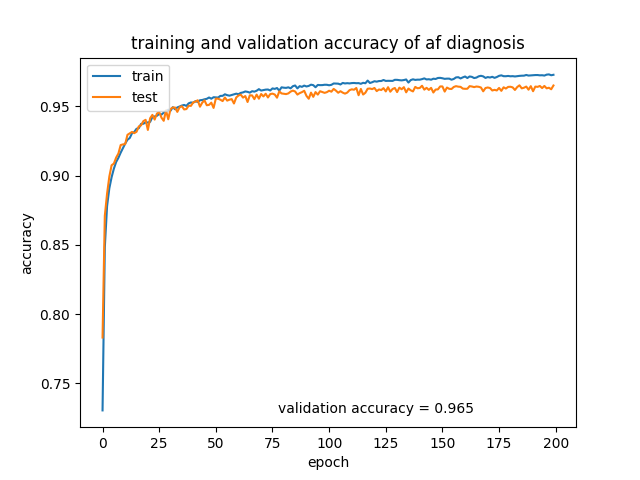 training and validation accuracy of af diagnosis
train
test
0.95
0.90
0.85
0.80
0.75
accuracy
validation accuracy = 0.965
0 25 50 75 100 125 150 175 200
epoch